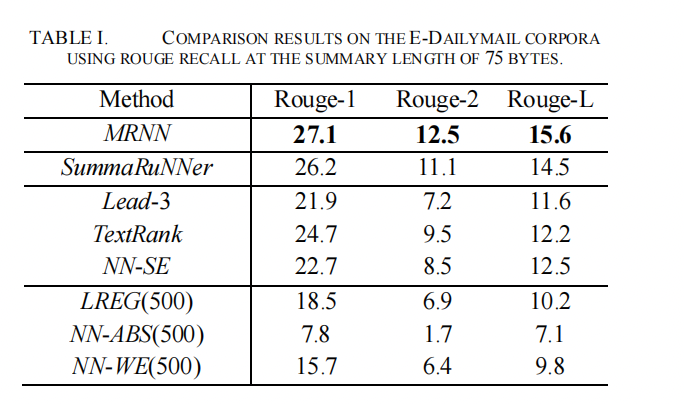 TABLE I. COMPARISON RESULTS ON THE E-DAILYMAIL CORPORA
USING ROUGE RECALL AT THE SUMMARY LENGTH OF 75 BYTES.
Method Rouge-1 Rouge-2 Rouge-L
MRNN 27.1 12.5 15.6
SummaRuNNer 26.2 11.1 14.5
Lead-3 21.9 7.2 11.6
TextRank 24.7 9.5 12.2
NN-SE 22.7 8.5 12.5
LREG(500) 18.5 6.9 10.2
NN-ABS(500) 7.8 1.7 7.1
NN-WE(500) 15.7 6.4 9.8